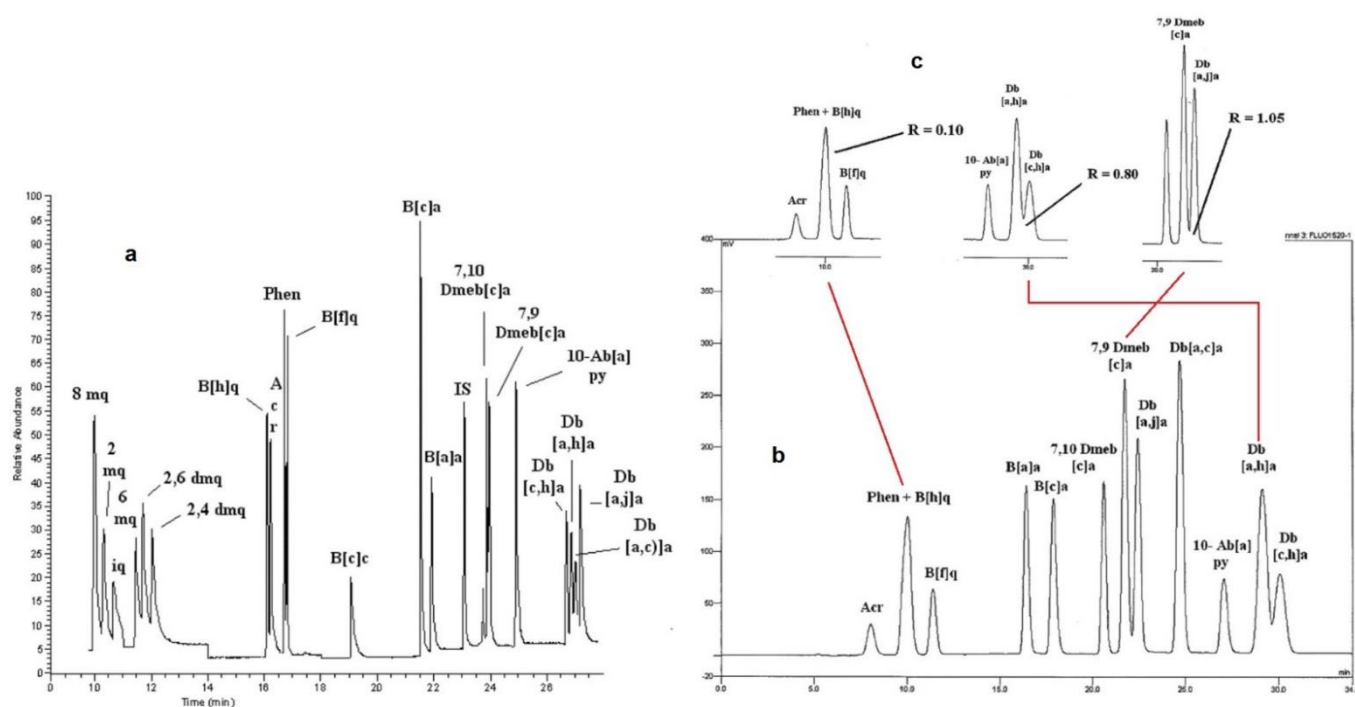 a
100
95
90
85
80
75
70
65
60
55
50
45
40
35
30
25
20
15
10
5
0
Relative Abundance
8 mq
2
mq
iq
6
mq
2,6 dmq
2,4 dmq
B[h]q
A
c
r
Phen
B[f]q
B[c]c
B[c]a
B[a]a
IS
7,10
Dmeb[c]a
7,9
Dmeb[c]a
10-Ab[a]
py
Db
[c,h]a
Db
[a,h]a
Db
[a,j]a
Db
[a,c)]a
10
12
14
16
18
20
22
24
26
Time (min)
c
Acr
Phen + B[h]q
B[f]q
R = 0.10
10.0
10- Ab[a]
py
Db
[a,h]a
Db
[c,h]a
R = 0.80
7,9 Dmeb
[c]a
Db
[a,j]a
R = 1.05
b
400
mV
nnal 3: FLUO1520-1
350
300
250
200
150
100
50
-20
Acr
Phen + B[h]q
B[f]q
B[a]a
B[c]a
7,10 Dmeb
[c]a
7,9 Dmeb
[c]a
Db
[a,j]a
Db[a,c]a
10- Ab[a]
py
Db
[a,h]a
Db
[c,h]a
min
0.0
5.0
10.0
15.0
20.0
25.0
30.0